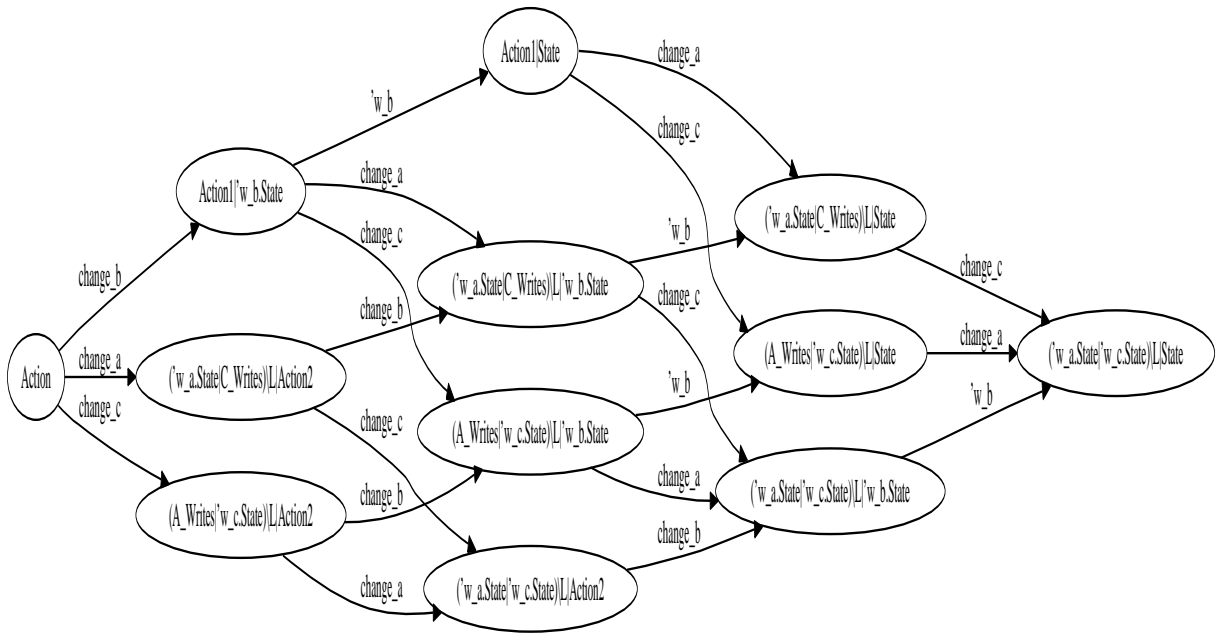 Action1|State
change_a
'w_b
change_c
Action1|'w_b.State
change_a
('w_a.State|C_Writes)\L|State
change_c
'w_b
change_b
('w_a.State|C_Writes)\L|'w_b.State
change_c
change_c
change_b
Action
change_a
('w_a.State|C_Writes)\L|Action2
(A_Writes|'w_c.State)\L|State
change_a
('w_a.State|'w_c.State)\L|State
change_c
'w_b
'w_b
change_c
(A_Writes|'w_c.State)\L|'w_b.State
change_a
('w_a.State|'w_c.State)\L|'w_b.State
(A_Writes|'w_c.State)\L|Action2
change_b
change_b
change_a
('w_a.State|'w_c.State)\L|Action2